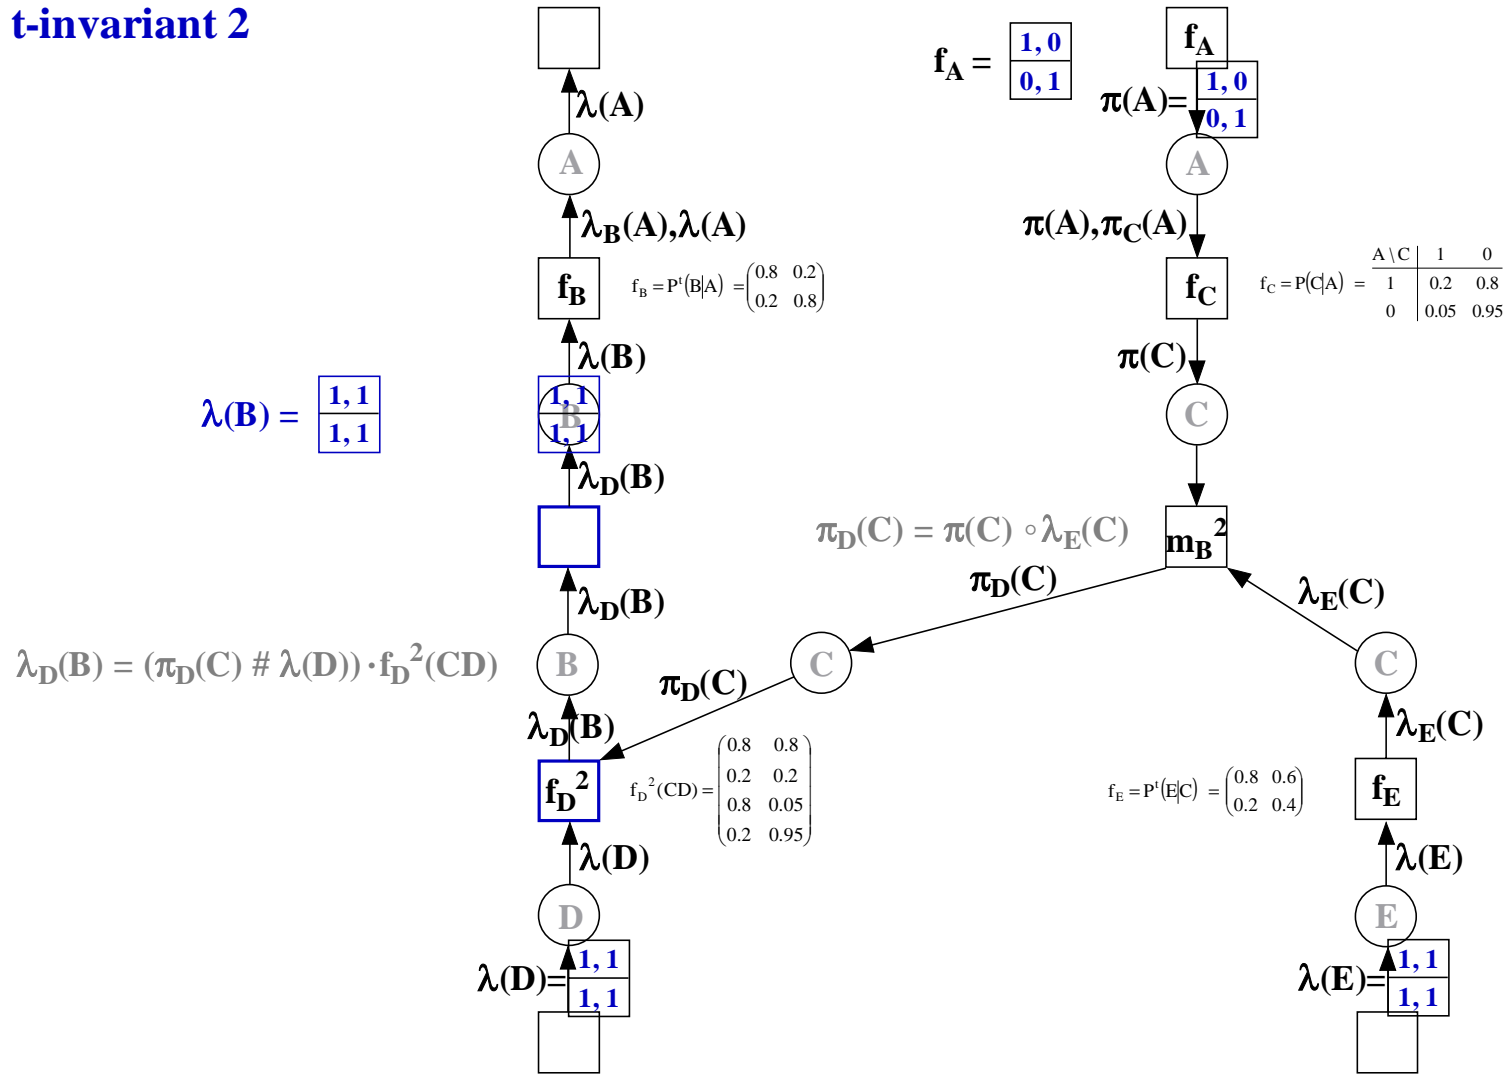 t-invariant 2
f_A =
1, 0
0, 1
f_A
π(A)=
1, 0
0, 1
λ(A)
A
A
λ_B(A),λ(A)
π(A),π_C(A)
f_B
f_B = P^t(B|A) = (0.8 0.2
0.2 0.8)
f_C
f_C = P(C|A) =
A \ C 1 0
1 0.2 0.8
0 0.05 0.95
λ(B)
π(C)
λ(B) =
1, 1
1, 1
B
1, 1
1, 1
C
λ_D(B)
π_D(C) = π(C) ∘ λ_E(C)
m_B^2
π_D(C)
λ_E(C)
λ_D(B)
λ_D(B) = (π_D(C) # λ(D)) · f_D^2(CD)
B
C
C
π_D(C)
λ_D(B)
λ_E(C)
f_D^2
f_D^2(CD) =
0.8 0.8
0.2 0.2
0.8 0.05
0.2 0.95
f_E = P^t(E|C) = (0.8 0.6
0.2 0.4)
f_E
λ(D)
λ(E)
D
E
λ(D)=
1, 1
1, 1
λ(E)=
1, 1
1, 1